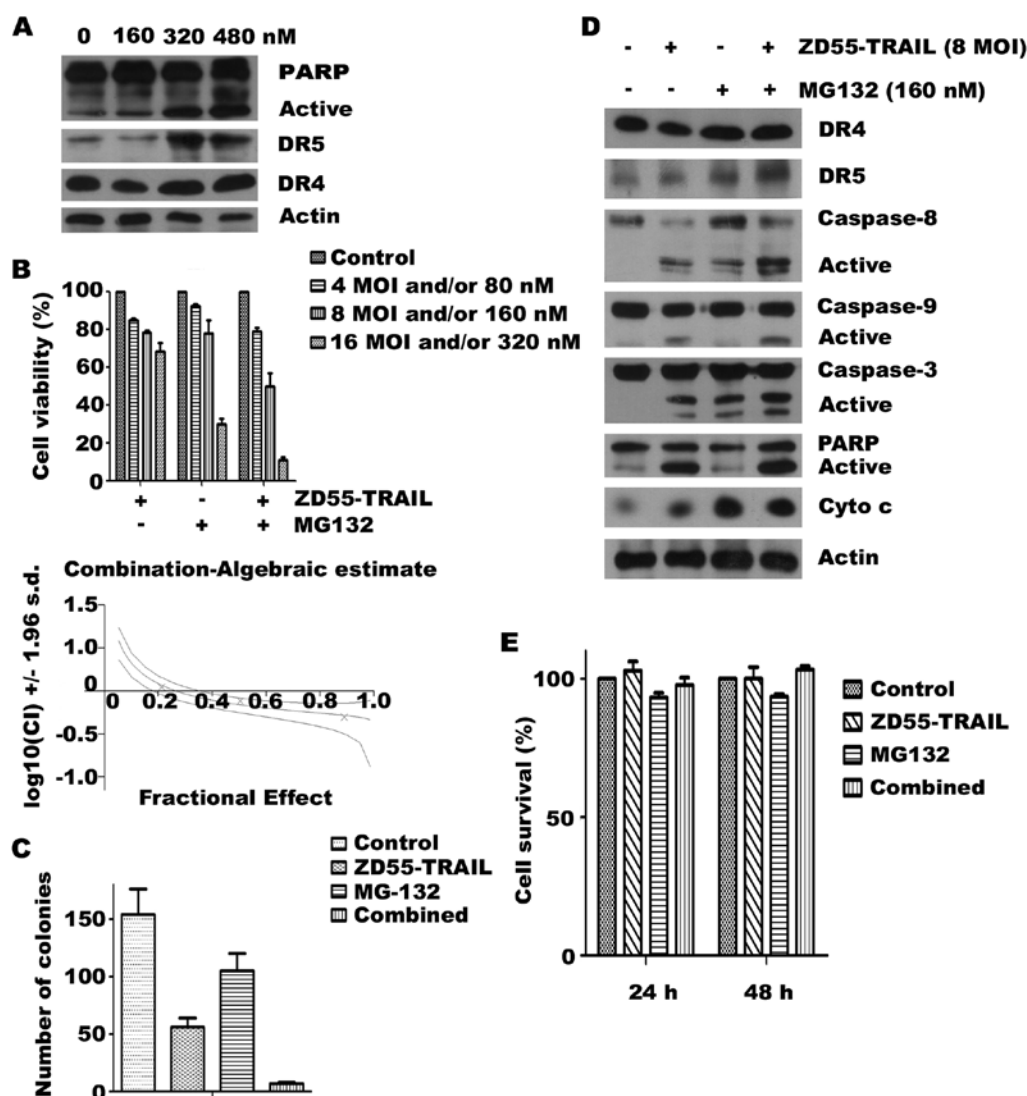 A
0 160 320 480 nM
PARP
Active
DR5
DR4
Actin
B
Control
4 MOI and/or 80 nM
8 MOI and/or 160 nM
16 MOI and/or 320 nM
Cell viability (%)
100
80
60
40
20
0
+ - + ZD55-TRAIL
- + + MG132
Combination-Algebraic estimate
log10(CI) +/- 1.96 s.d.
1.5
1.0
0
-0.5
-1.0
0 0.2 0.4 0.6 0.8 1.0
Fractional Effect
C
Control
ZD55-TRAIL
MG-132
Combined
Number of colonies
150
100
50
0
D
- + - + ZD55-TRAIL (8 MOI)
- - + + MG132 (160 nM)
DR4
DR5
Caspase-8
Active
Caspase-9
Active
Caspase-3
Active
PARP
Active
Cyto c
Actin
E
Cell survival (%)
100
50
0
24 h 48 h
Control
ZD55-TRAIL
MG132
Combined